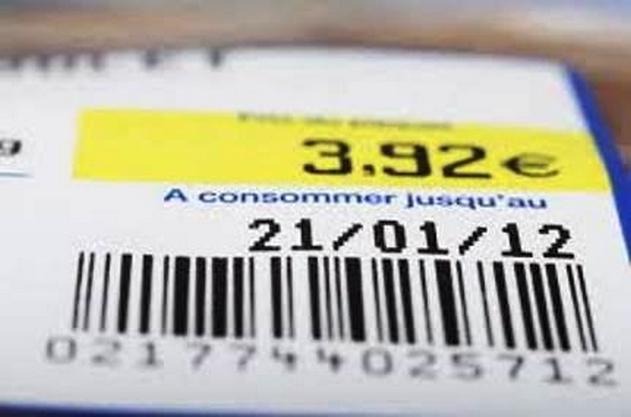 g
3,92€
A consommer jusqu'au
21/01/12
0217744025712